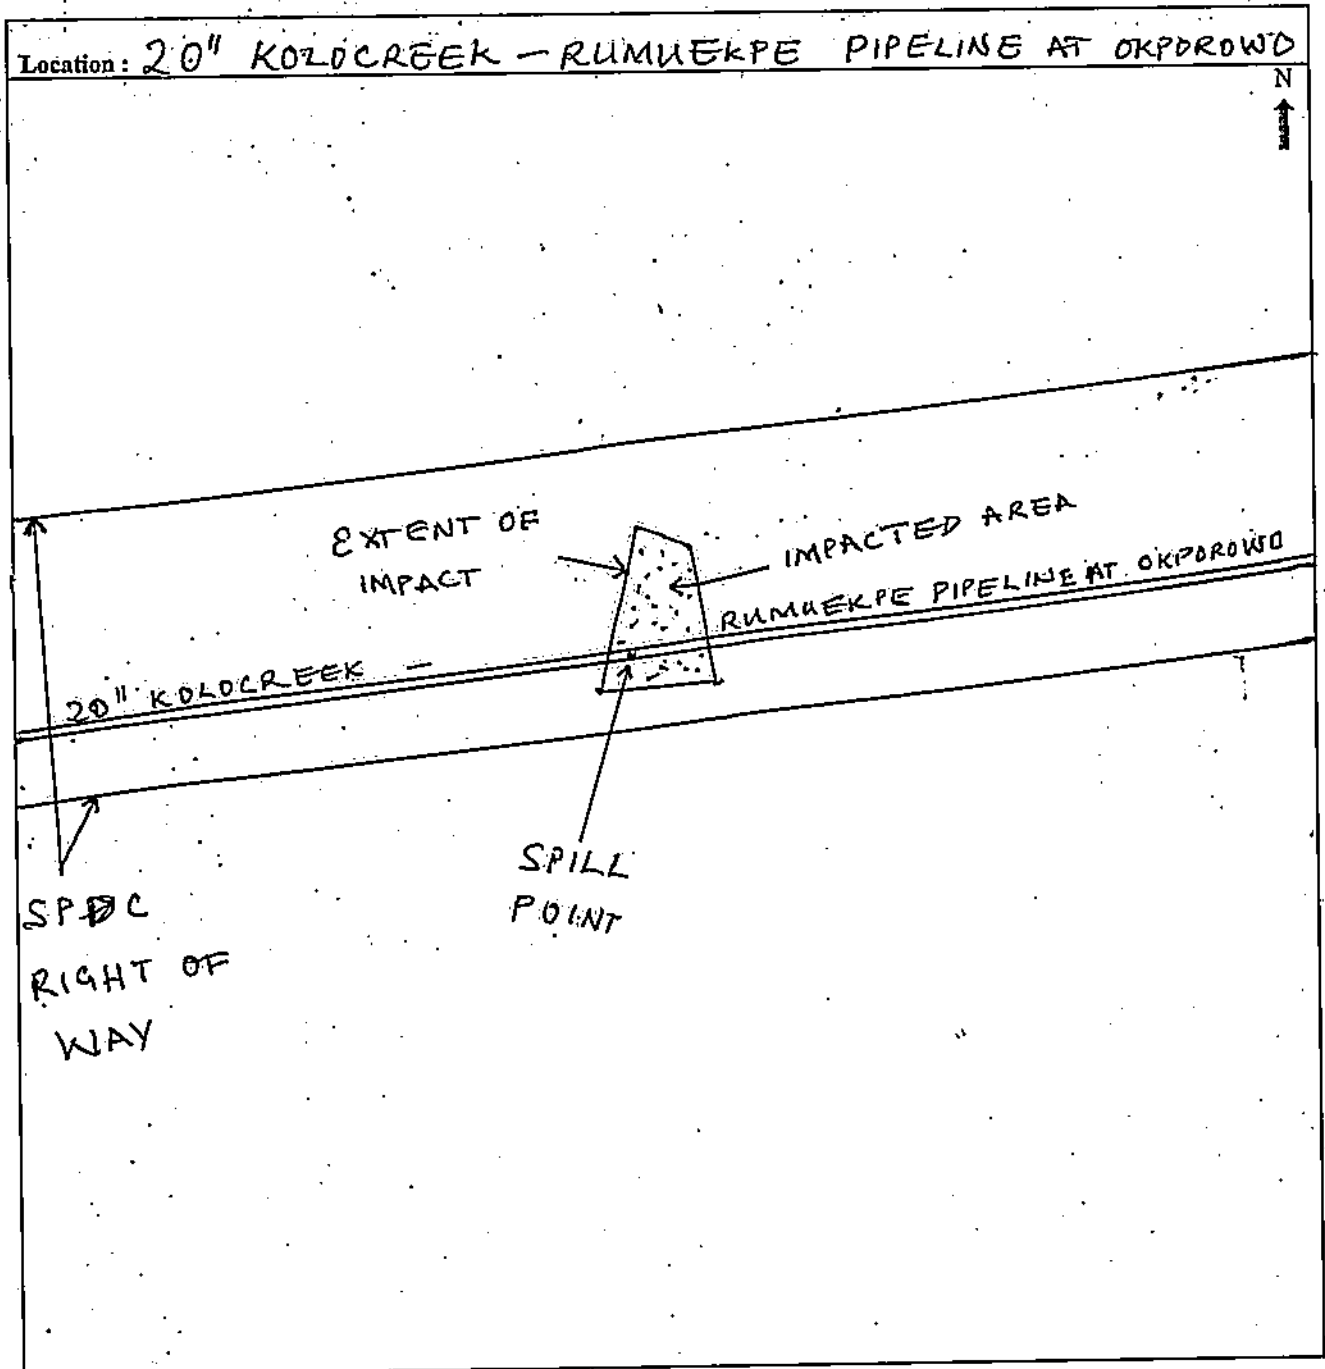 Location: 20" KOLOCREEK – RUMUEKPE PIPELINE AT OKPOROWO
N
EXTENT OF
IMPACT
IMPACTED AREA
20" KOLOCREEK – RUMUEKPE PIPELINE AT OKPOROWO
SPILL
POINT
SPDC
RIGHT OF
WAY